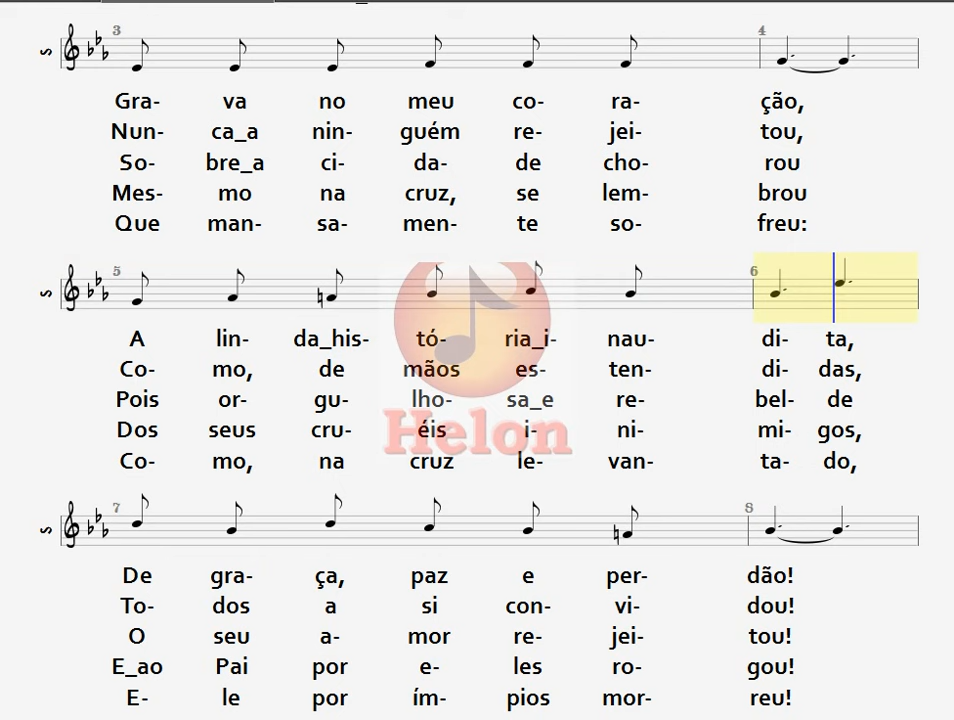 3 4
S
Gra- va no meu co- ra- ção,
Nun- ca_a nin- guém re- jei- tou,
So- bre_a ci- da- de cho- rou
Mes- mo na cruz, se lem- brou
Que man- sa- men- te so- freu:
5 6
S
A lin- da_his- tó- ria_i- nau- di- ta,
Co- mo, de mãos es- ten- di- das,
Pois or- gu- lho- sa_e re- bel- de
Dos seus cru- éis i- ni- mi- gos,
Co- mo, na cruz le- van- ta- do,
Helon
7 8
S
De gra- ça, paz e per- dão!
To- dos a si con- vi- dou!
O seu a- mor re- jei- tou!
E_ao Pai por e- les ro- gou!
E- le por ím- pios mor- reu!